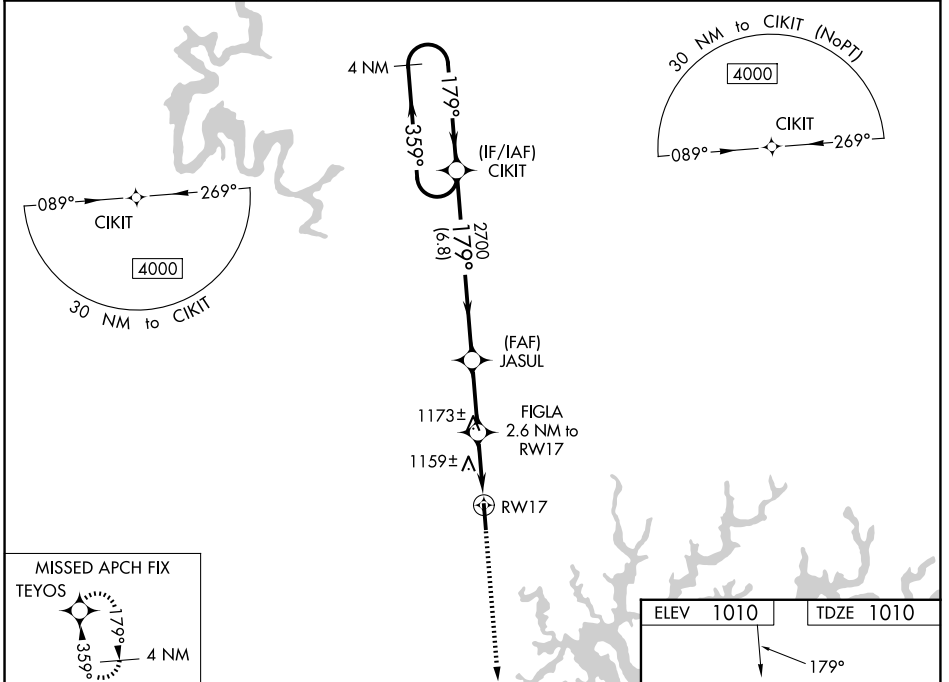 4 NM
179°
359°
(IF/IAF)
CIKIT
30 NM to CIKIT (NoPT)
4000
CIKIT
089°
269°
089°
269°
CIKIT
4000
30 NM to CIKIT
2700
179°
(6.8)
(FAF)
JASUL
1173±
FIGLA
2.6 NM to
RW17
1159±
RW17
MISSED APCH FIX
TEYOS
179°
359°
4 NM
ELEV 1010
TDZE 1010
179°